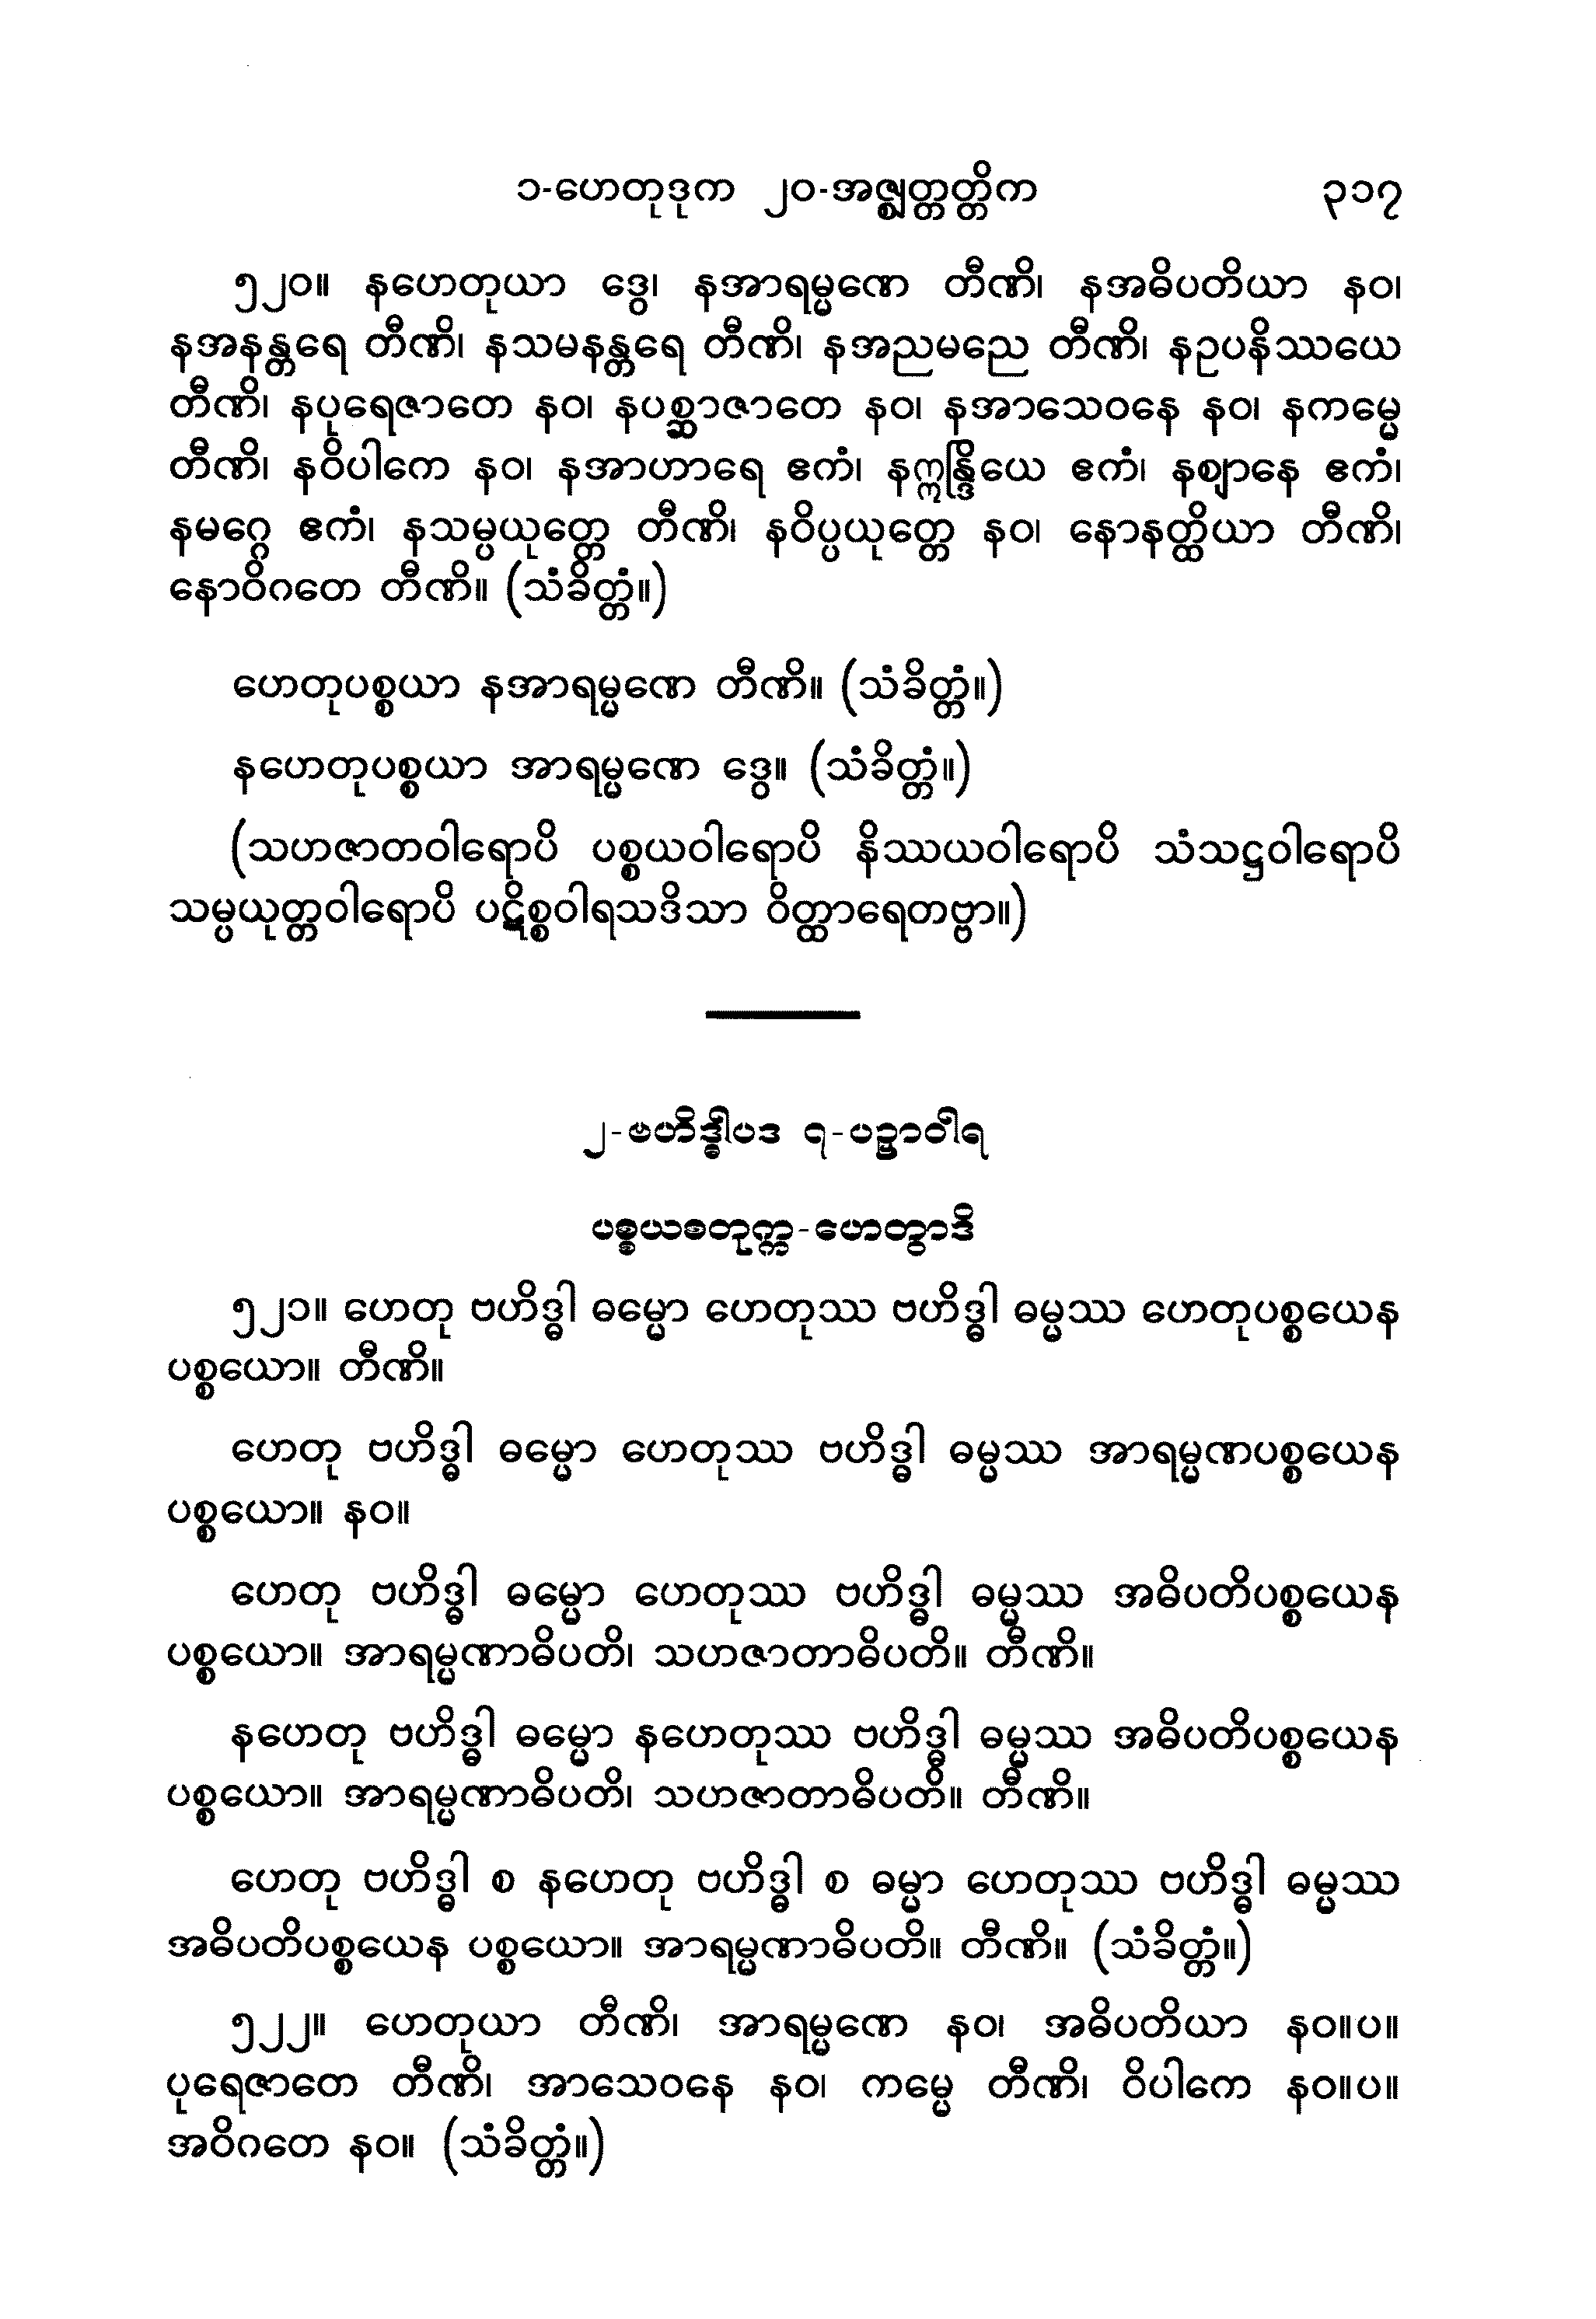 ၁-ဟေတုဒုက ၂၀-အဇ္ဈတ္တတ္တိက ၃၁၇
၅၂၀။ နဟေတုယာ ဒွေ၊ နအာရမ္မဏေ တီဏိ၊ နအဓိပတိယာ နဝ၊
နအနန္တရေ တီဏိ၊ နသမနန္တရေ တီဏိ၊ နအညမညေ တီဏိ၊ နဥပနိဿယေ
တီဏိ၊ နပုရေဇာတေ နဝ၊ နပစ္ဆာဇာတေ နဝ၊ နအာသေဝနေ နဝ၊ နကမ္မေ
တီဏိ၊ နဝိပါကေ နဝ၊ နအာဟာရေ ဧကံ၊ နဣန္ဒြိယေ ဧကံ၊ နဈာနေ ဧကံ၊
နမဂ္ဂေ ဧကံ၊ နသမ္ပယုတ္တေ တီဏိ၊ နဝိပ္ပယုတ္တေ နဝ၊ နောနတ္ထိယာ တီဏိ၊
နောဝိဂတေ တီဏိ။ (သံခိတ္တံ။)
ဟေတုပစ္စယာ နအာရမ္မဏေ တီဏိ။ (သံခိတ္တံ။)
နဟေတုပစ္စယာ အာရမ္မဏေ ဒွေ။ (သံခိတ္တံ။)
(သဟဇာတဝါရောပိ ပစ္စယဝါရောပိ နိဿယဝါရောပိ သံသဋ္ဌဝါရောပိ
သမ္ပယုတ္တဝါရောပိ ပဋိစ္စဝါရသဒိသာ ဝိတ္ထာရေတဗ္ဗာ။)
၂-ဗဟိဒ္ဓါပဒ ၇-ပဉှာဝါရ
ပစ္စယစတုက္က-ဟေတွာဒိ
၅၂၁။ ဟေတု ဗဟိဒ္ဓါ ဓမ္မော ဟေတုဿ ဗဟိဒ္ဓါ ဓမ္မဿ ဟေတုပစ္စယေန
ပစ္စယော။ တီဏိ။
ဟေတု ဗဟိဒ္ဓါ ဓမ္မော ဟေတုဿ ဗဟိဒ္ဓါ ဓမ္မဿ အာရမ္မဏပစ္စယေန
ပစ္စယော။ နဝ။
ဟေတု ဗဟိဒ္ဓါ ဓမ္မော ဟေတုဿ ဗဟိဒ္ဓါ ဓမ္မဿ အဓိပတိပစ္စယေန
ပစ္စယော။ အာရမ္မဏာဓိပတိ၊ သဟဇာတာဓိပတိ။ တီဏိ။
နဟေတု ဗဟိဒ္ဓါ ဓမ္မော နဟေတုဿ ဗဟိဒ္ဓါ ဓမ္မဿ အဓိပတိပစ္စယေန
ပစ္စယော။ အာရမ္မဏာဓိပတိ၊ သဟဇာတာဓိပတိ။ တီဏိ။
ဟေတု ဗဟိဒ္ဓါ စ နဟေတု ဗဟိဒ္ဓါ စ ဓမ္မာ ဟေတုဿ ဗဟိဒ္ဓါ ဓမ္မဿ
အဓိပတိပစ္စယေန ပစ္စယော။ အာရမ္မဏာဓိပတိ။ တီဏိ။ (သံခိတ္တံ။)
၅၂၂။ ဟေတုယာ တီဏိ၊ အာရမ္မဏေ နဝ၊ အဓိပတိယာ နဝ။ပ။
ပုရေဇာတေ တီဏိ၊ အာသေဝနေ နဝ၊ ကမ္မေ တီဏိ၊ ဝိပါကေ နဝ။ပ။
အဝိဂတေ နဝ။ (သံခိတ္တံ။)